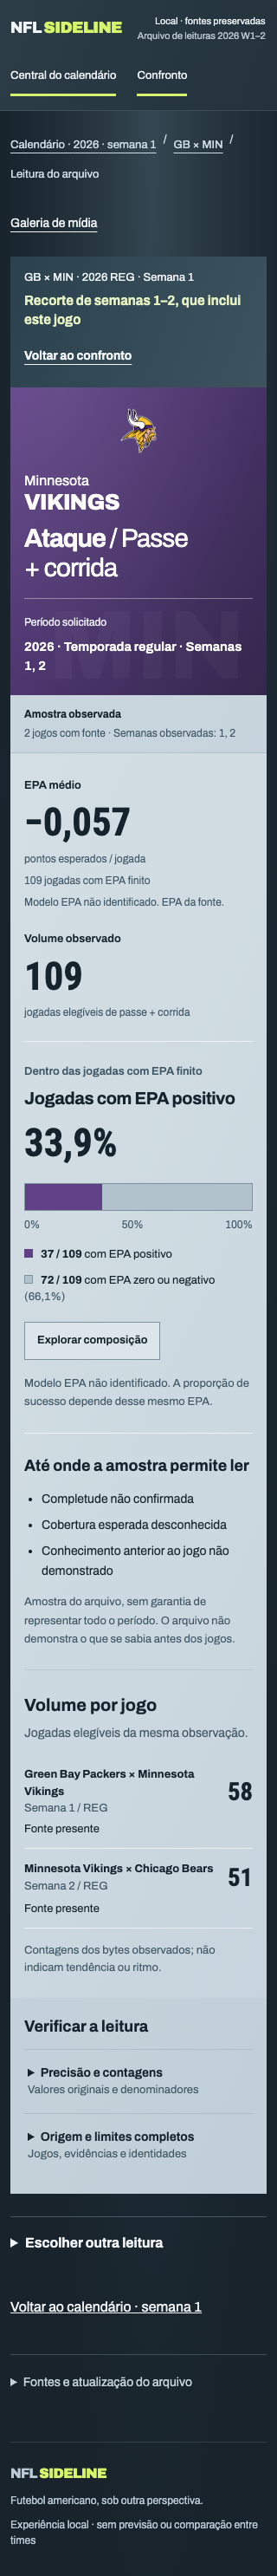 NFL SIDELINE
Local · fontes preservadas
Arquivo de leituras 2026 W1–2
Central do calendário
Confronto
Calendário · 2026 · semana 1 / GB × MIN /
Leitura do arquivo
Galeria de mídia
GB × MIN · 2026 REG · Semana 1
Recorte de semanas 1–2, que inclui
este jogo
Voltar ao confronto
Minnesota
VIKINGS
Ataque / Passe
+ corrida
MIN
Período solicitado
2026 · Temporada regular · Semanas
1, 2
Amostra observada
2 jogos com fonte · Semanas observadas: 1, 2
EPA médio
−0,057
pontos esperados / jogada
109 jogadas com EPA finito
Modelo EPA não identificado. EPA da fonte.
Volume observado
109
jogadas elegíveis de passe + corrida
Dentro das jogadas com EPA finito
Jogadas com EPA positivo
33,9%
0% 50% 100%
37 / 109 com EPA positivo
72 / 109 com EPA zero ou negativo
(66,1%)
Explorar composição
Modelo EPA não identificado. A proporção de
sucesso depende desse mesmo EPA.
Até onde a amostra permite ler
• Completude não confirmada
• Cobertura esperada desconhecida
• Conhecimento anterior ao jogo não
demonstrado
Amostra do arquivo, sem garantia de
representar todo o período. O arquivo não
demonstra o que se sabia antes dos jogos.
Volume por jogo
Jogadas elegíveis da mesma observação.
Green Bay Packers × Minnesota
Vikings
58
Semana 1 / REG
Fonte presente
Minnesota Vikings × Chicago Bears
51
Semana 2 / REG
Fonte presente
Contagens dos bytes observados; não
indicam tendência ou ritmo.
Verificar a leitura
▶ Precisão e contagens
Valores originais e denominadores
▶ Origem e limites completos
Jogos, evidências e identidades
▶ Escolher outra leitura
Voltar ao calendário · semana 1
▶ Fontes e atualização do arquivo
NFL SIDELINE
Futebol americano, sob outra perspectiva.
Experiência local · sem previsão ou comparação entre
times